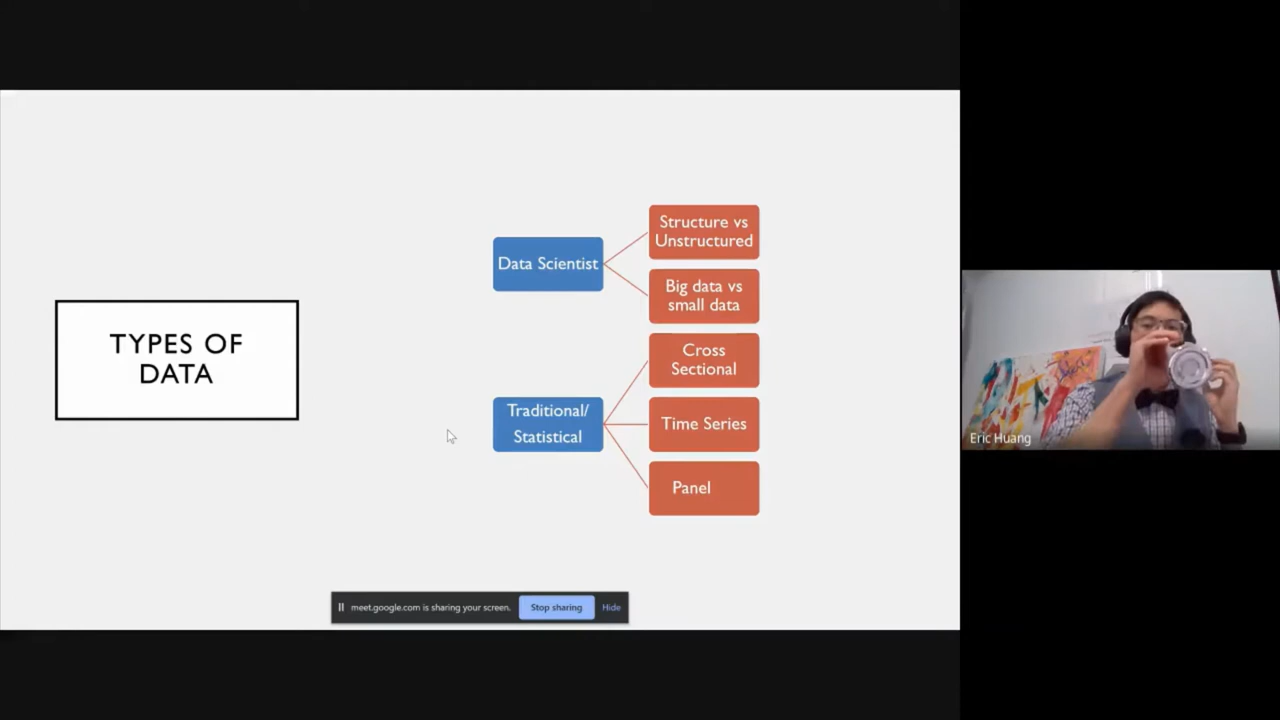 TYPES OF
DATA
Data Scientist
Structure vs
Unstructured
Big data vs
small data
Traditional/
Statistical
Cross
Sectional
Time Series
Panel
meet.google.com is sharing your screen. Stop sharing Hide
Eric Huang